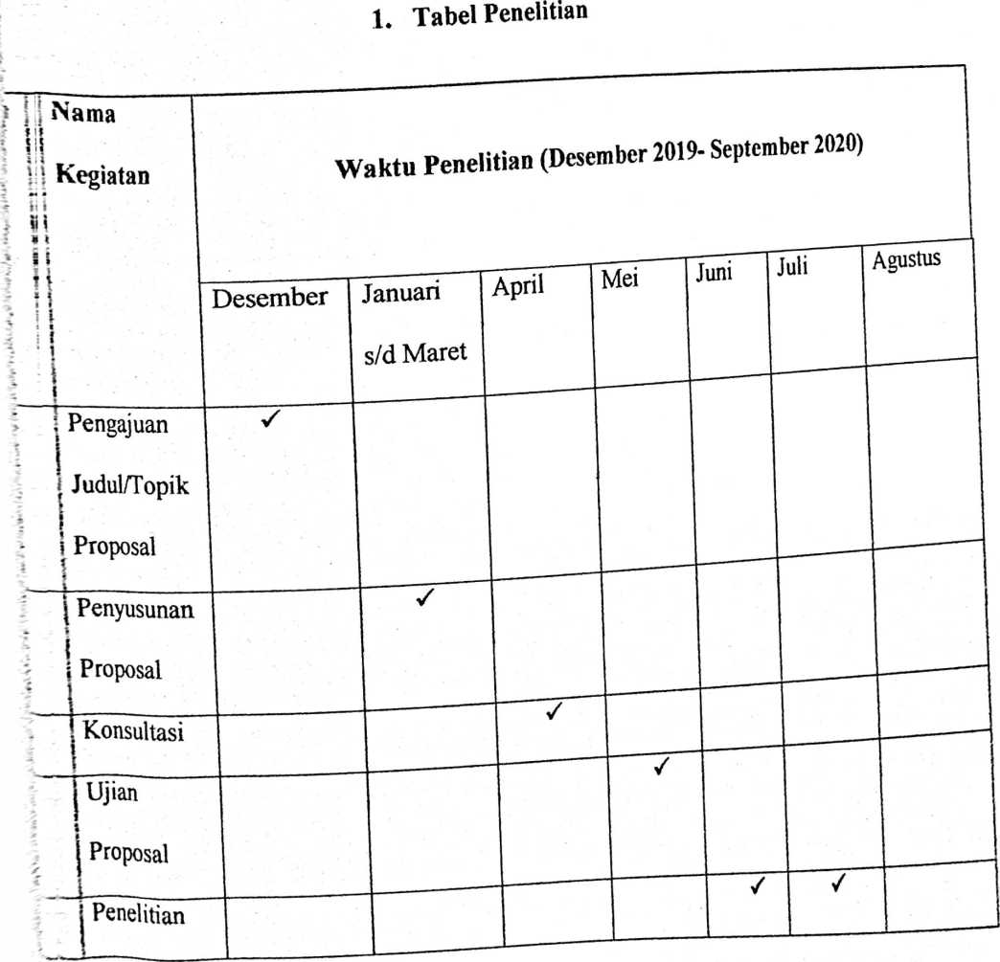 1. Tabel Penelitian
Nama
Kegiatan
Waktu Penelitian (Desember 2019- September 2020)
Desember
Januari
s/d Maret
April
Mei
Juni
Juli
Agustus
Pengajuan
Judul/Topik
Proposal
✓
Penyusunan
Proposal
✓
Konsultasi
✓
Ujian
Proposal
✓
Penelitian
✓ ✓